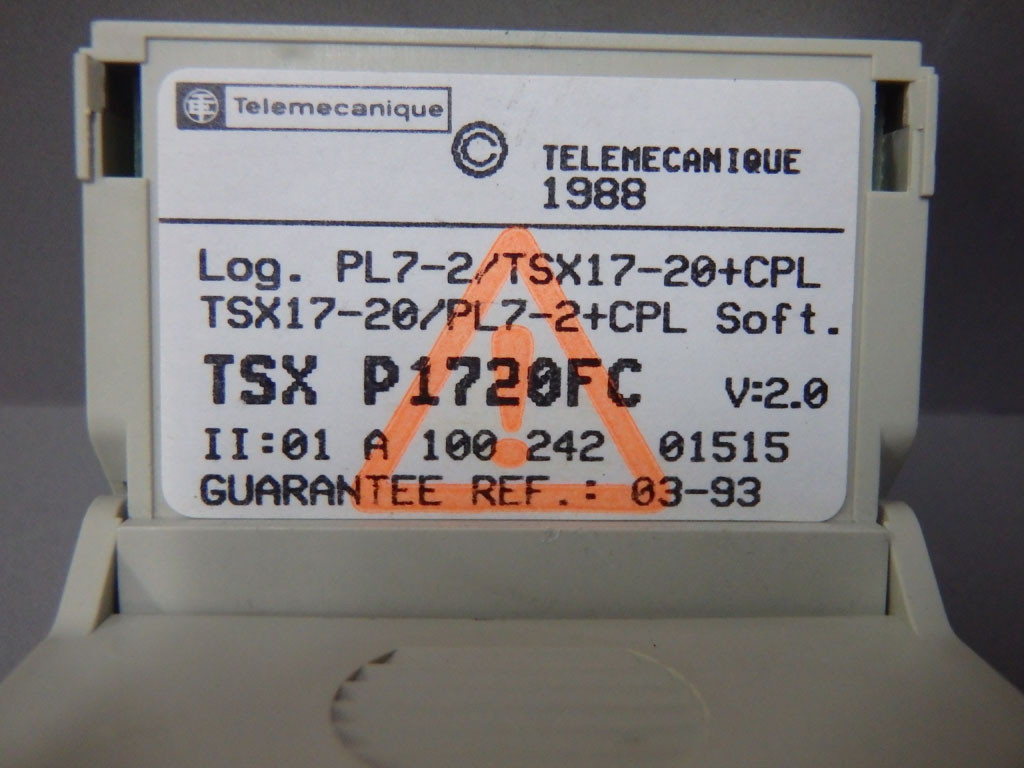 Telemecanique
© TELEMECANIQUE
1988
Log. PL7-2/TSX17-20+CPL
TSX17-20/PL7-2+CPL Soft.
TSX P1720FC V:2.0
II:01 A 100 242 01515
GUARANTEE REF.: 03-93